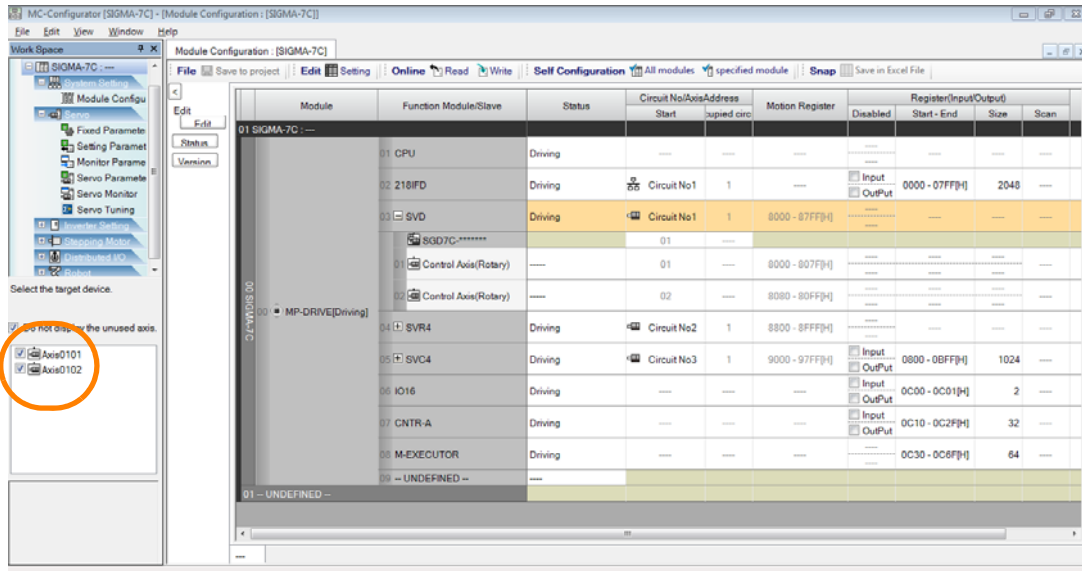 MC-Configurator [SIGMA-7C] - [Module Configuration : [SIGMA-7C]]
File Edit View Window Help
Work Space
SIGMA-7C : ---
System Setting
Module Configu
Servo
Fixed Paramete
Setting Paramet
Monitor Parame
Servo Paramete
Servo Monitor
Servo Tuning
Inverter Setting
Stepping Motor
Distributed I/O
Robot
Select the target device.
Do not display the unused axis.
Axis0101
Axis0102
Module Configuration : [SIGMA-7C]
File Save to project Edit Setting Online Read Write Self Configuration All modules specified module Snap Save in Excel File
<
Edit
Edit
Status
Version
Module Function Module/Slave Status Circuit No/AxisAddress Motion Register Register(Input/Output)
Start cupied circ Disabled Start - End Size Scan
01 SIGMA-7C : ---
00 SIGMA-7C
00 MP-DRIVE[Driving]
01 CPU Driving ---- ---- ---- ---- ---- ---- ----
----
02 218IFD Driving Circuit No1 1 ---- Input 0000 - 07FF[H] 2048 ----
OutPut
03 SVD Driving Circuit No1 1 8000 - 87FF[H] ---- ---- ---- ----
----
SGD7C-******* 01 ----
01 Control Axis(Rotary) ----- 01 8000 - 807F[H] ---- ---- ---- ----
---- ----
02 Control Axis(Rotary) ----- 02 8080 - 80FF[H] ---- ---- ---- ----
---- ----
04 SVR4 Driving Circuit No2 1 8800 - 8FFF[H] ---- ---- ---- ----
----
05 SVC4 Driving Circuit No3 1 9000 - 97FF[H] Input 0800 - 0BFF[H] 1024 ----
OutPut
06 IO16 Driving ---- ---- ---- Input 0C00 - 0C01[H] 2 ----
OutPut
07 CNTR-A Driving ---- ---- ---- Input 0C10 - 0C2F[H] 32 ----
OutPut
08 M-EXECUTOR Driving ---- ---- ---- ---- 0C30 - 0C6F[H] 64 ----
----
09 -- UNDEFINED -- ----
01 -- UNDEFINED --
---